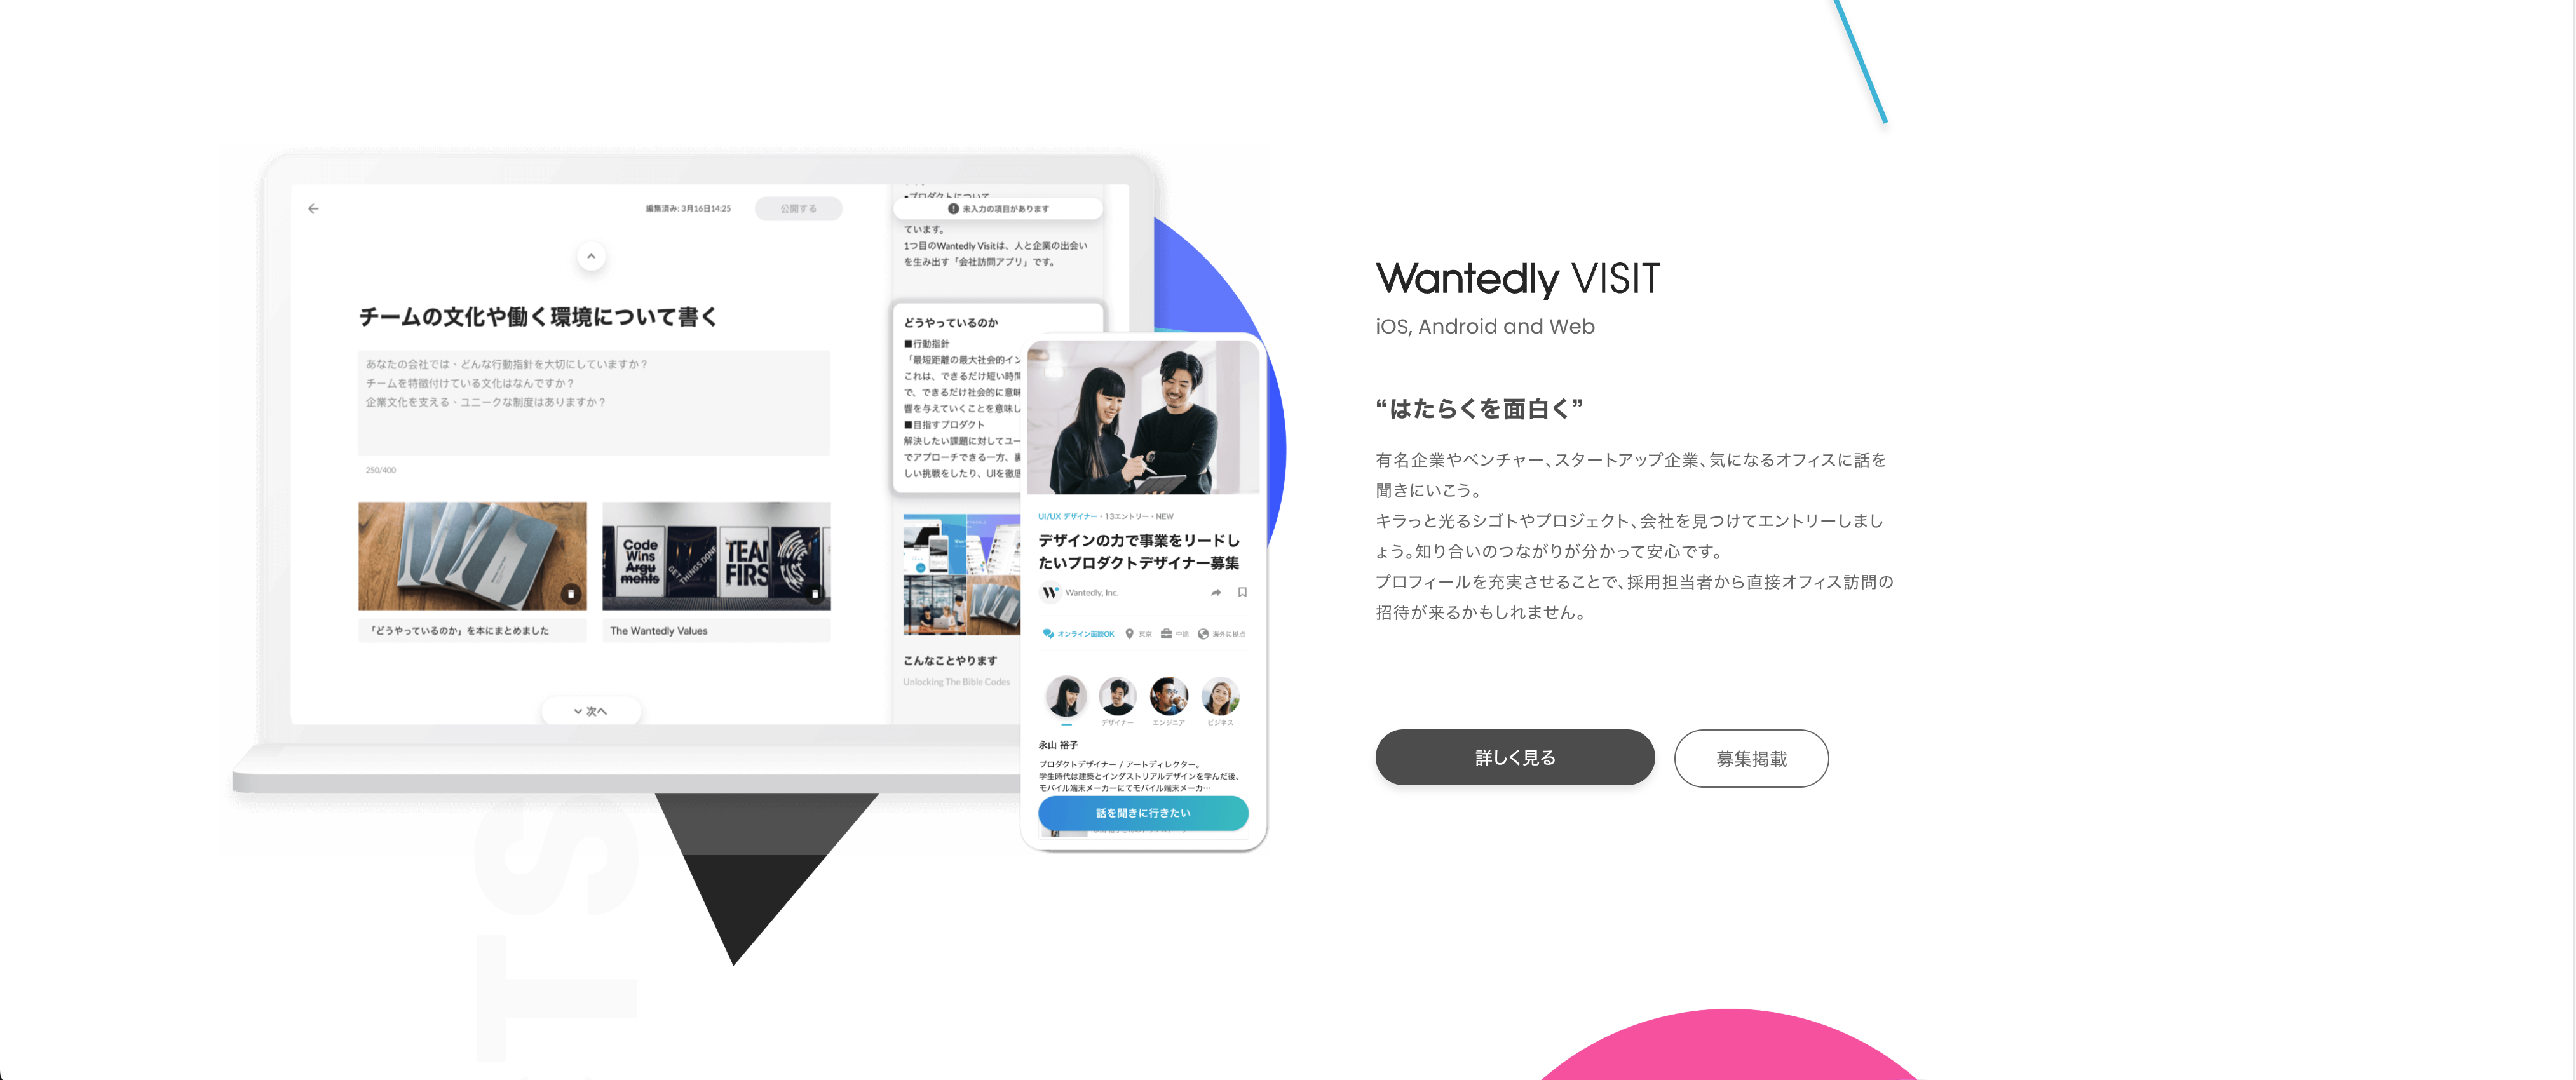 編集済み: 3月16日14:25
公開する
チームの文化や働く環境について書く
あなたの会社では、どんな行動指針を大切にしていますか？
チームを特徴付けている文化はなんですか？
企業文化を支える、ユニークな制度はありますか？
250/400
Code
Wins
Argu
ments
GET THINGS DONE
TEAM
FIRS
「どうやっているのか」を本にまとめました
The Wantedly Values
次へ
•プロダクトについて
未入力の項目があります
ています。
1つ目のWantedly Visitは、人と企業の出会い
を生み出す「会社訪問アプリ」です。
どうやっているのか
■行動指針
「最短距離の最大社会的イン
これは、できるだけ短い時間
で、できるだけ社会的に意味
響を与えていくことを意味し
■目指すプロダクト
解決したい課題に対してユー
でアプローチできる一方、裏
しい挑戦をしたり、UIを徹底
こんなことやります
Unlocking The Bible Codes
UI/UX デザイナー・13エントリー・NEW
デザインの力で事業をリードし
たいプロダクトデザイナー募集
W
Wantedly, Inc.
オンライン面談OK
東京
中途
海外に拠点
デザイナー
エンジニア
ビジネス
永山 裕子
プロダクトデザイナー / アートディレクター。
学生時代は建築とインダストリアルデザインを学んだ後、
モバイル端末メーカーにてモバイル端末メーカ…
話を聞きに行きたい
Wantedly VISIT
iOS, Android and Web
“はたらくを面白く”
有名企業やベンチャー、スタートアップ企業、気になるオフィスに話を
聞きにいこう。
キラっと光るシゴトやプロジェクト、会社を見つけてエントリーしまし
ょう。知り合いのつながりが分かって安心です。
プロフィールを充実させることで、採用担当者から直接オフィス訪問の
招待が来るかもしれません。
詳しく見る
募集掲載
TS